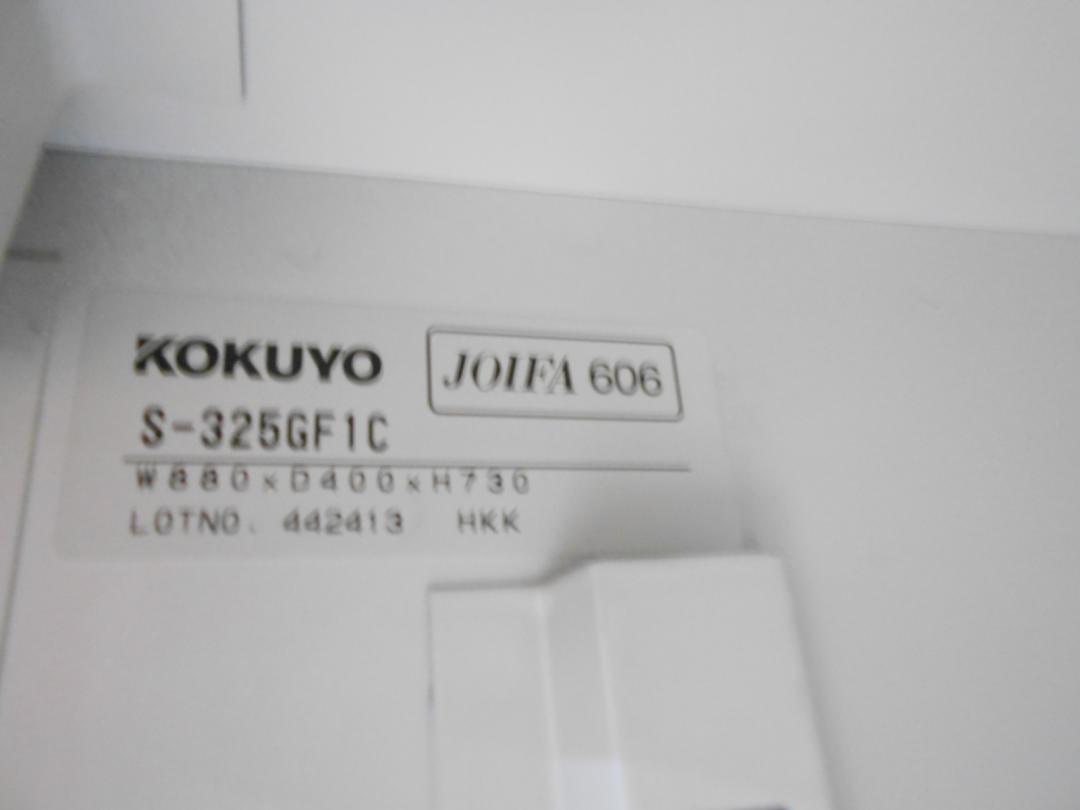 KOKUYO
JOIFA 606
S-325GF1C
W880×D400×H730
LOTNO. 442413 HKK